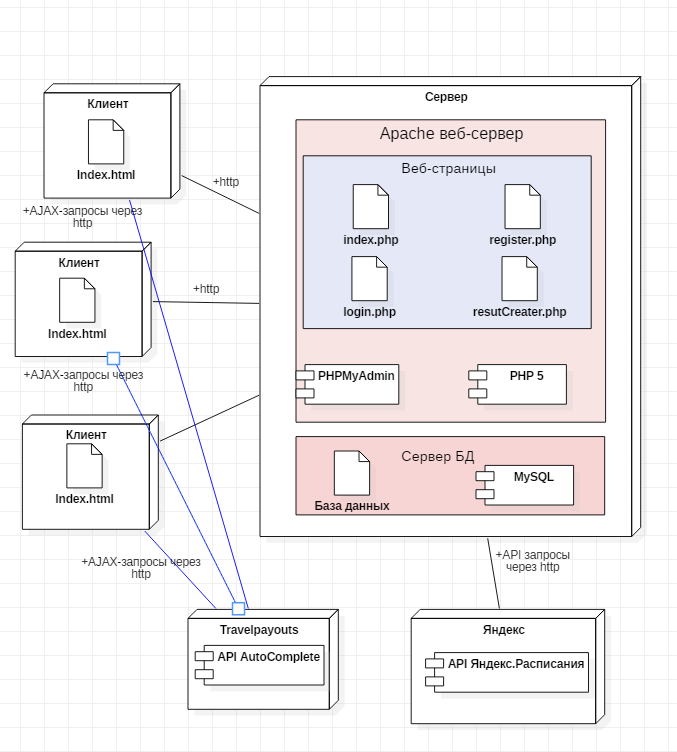 Клиент
Index.html
+http
+AJAX-запросы через
http
Клиент
Index.html
+http
+AJAX-запросы через
http
Клиент
Index.html
+AJAX-запросы через
http
Сервер
Apache веб-сервер
Веб-страницы
index.php
register.php
login.php
resutCreater.php
PHPMyAdmin
PHP 5
Сервер БД
База данных
MySQL
+API запросы
через http
Travelpayouts
API AutoComplete
Яндекс
API Яндекс.Расписания